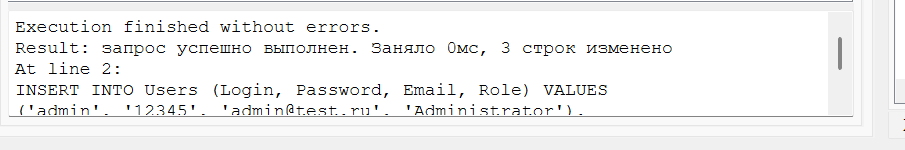 Execution finished without errors.
Result: запрос успешно выполнен. Заняло 0мс, 3 строк изменено
At line 2:
INSERT INTO Users (Login, Password, Email, Role) VALUES
('admin', '12345', 'admin@test.ru', 'Administrator'),